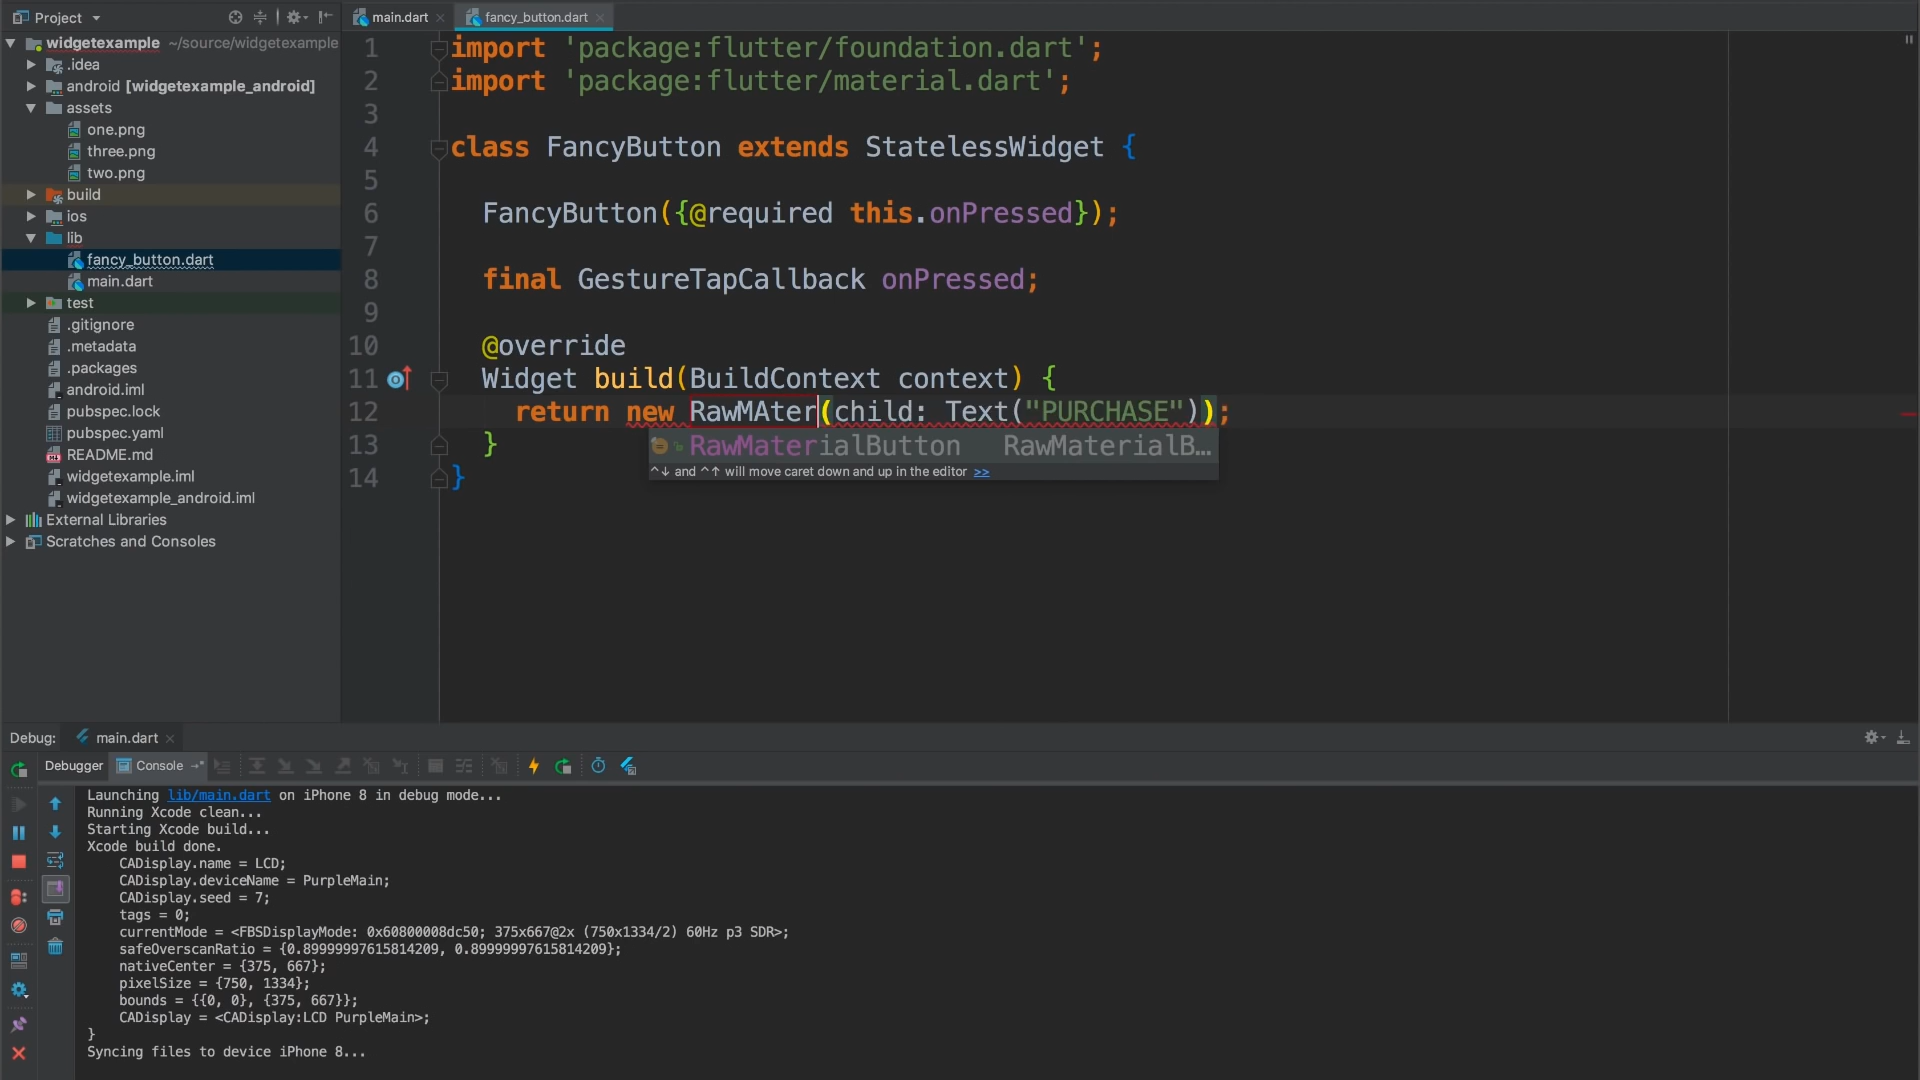 Project
main.dart
fancy_button.dart
widgetexample ~/source/widgetexample
.idea
android [widgetexample_android]
assets
one.png
three.png
two.png
build
ios
lib
fancy_button.dart
main.dart
test
.gitignore
.metadata
.packages
android.iml
pubspec.lock
pubspec.yaml
README.md
widgetexample.iml
widgetexample_android.iml
External Libraries
Scratches and Consoles
1 import 'package:flutter/foundation.dart';
2 import 'package:flutter/material.dart';
3
4 class FancyButton extends StatelessWidget {
5
6 FancyButton({@required this.onPressed});
7
8 final GestureTapCallback onPressed;
9
10 @override
11 Widget build(BuildContext context) {
12 return new RawMAter(child: Text("PURCHASE"));
13 }
14 }
RawMaterialButton RawMaterialB…
^↓ and ^↑ will move caret down and up in the editor >>
Debug: main.dart
Debugger Console
Launching lib/main.dart on iPhone 8 in debug mode...
Running Xcode clean...
Starting Xcode build...
Xcode build done.
CADisplay.name = LCD;
CADisplay.deviceName = PurpleMain;
CADisplay.seed = 7;
tags = 0;
currentMode = <FBSDisplayMode: 0x60800008dc50; 375x667@2x (750x1334/2) 60Hz p3 SDR>;
safeOverscanRatio = {0.89999997615814209, 0.89999997615814209};
nativeCenter = {375, 667};
pixelSize = {750, 1334};
bounds = {{0, 0}, {375, 667}};
CADisplay = <CADisplay:LCD PurpleMain>;
}
Syncing files to device iPhone 8...